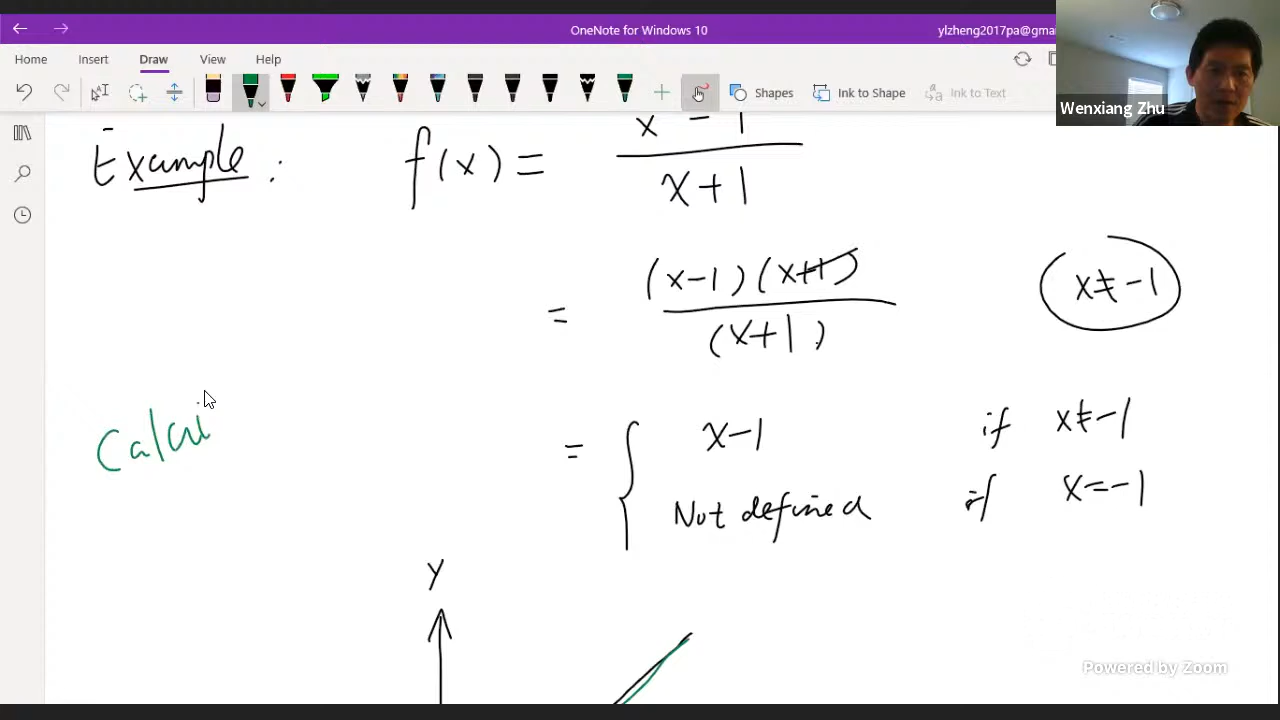 OneNote for Windows 10
ylzheng2017pa@gma
Home Insert Draw View Help
Shapes Ink to Shape Ink to Text
Wenxiang Zhu
Example : f(x) = x - 1
x+1
= (x-1)(x+1) x≠-1
(x+1)
Calcu
= { x-1 if x≠-1
Not defined if x=-1
y
Powered by Zoom